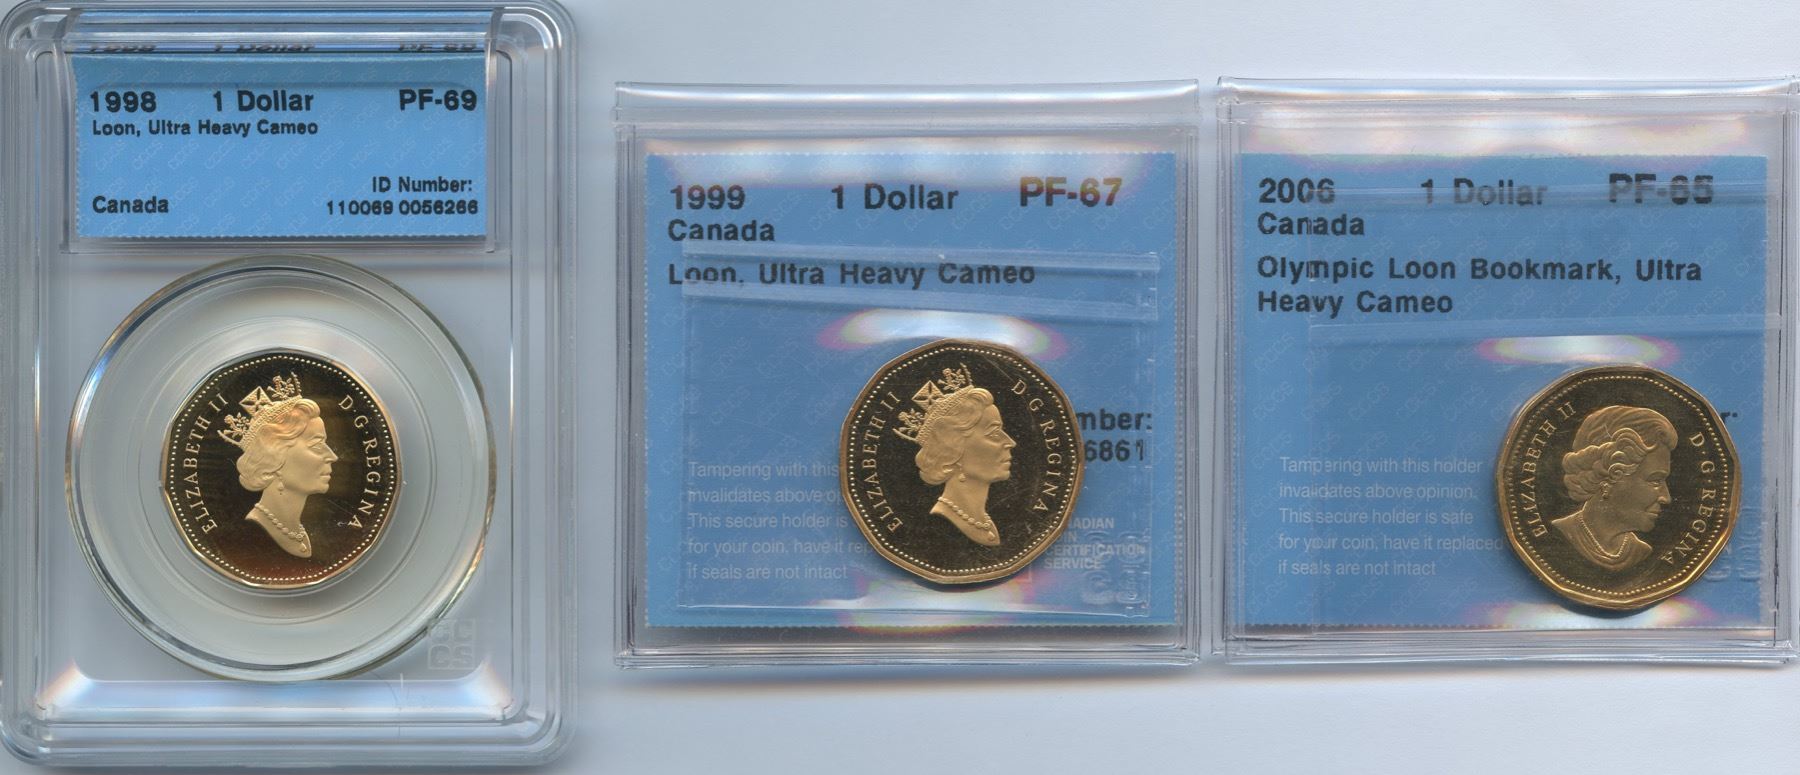 1998 1 Dollar PF-69
Loon, Ultra Heavy Cameo
ID Number:
Canada 110069 0056266
ELIZABETH II D·G·REGINA
CCCS
1999 1 Dollar PF-67
Canada
Loon, Ultra Heavy Cameo
ELIZABETH II D·G·REGINA
mber:
6861
Tampering with this
invalidates above
This secure holder is
for your coin, have it
if seals are not intact
CERTIFICATION
SERVICE
2006 1 Dollar PF-65
Canada
Olympic Loon Bookmark, Ultra
Heavy Cameo
ELIZABETH II D·G·REGINA
Tampering with this holder
invalidates above opinion.
This secure holder is safe
for your coin, have it replaced
if seals are not intact